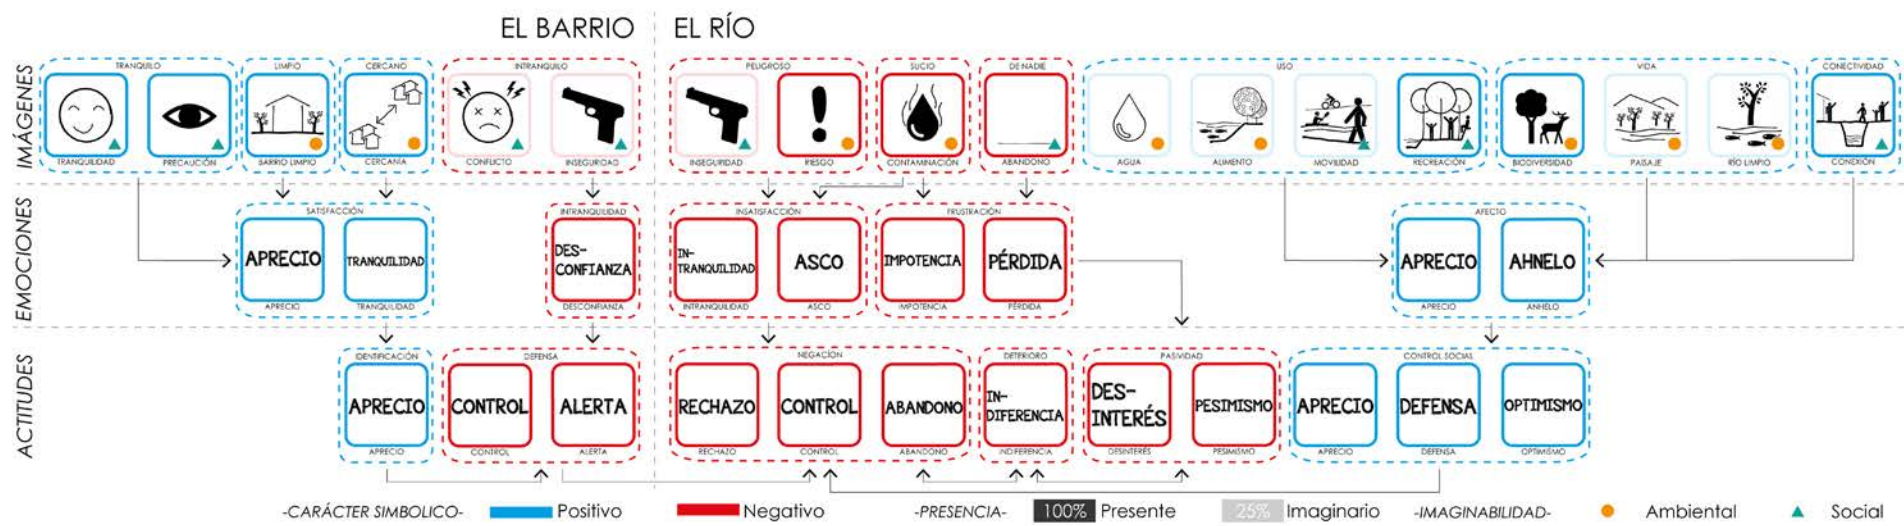 EL BARRIO EL RÍO
IMÁGENES
TRANQUILO LIMPIO CERCANO INTRANQUILO PELIGROSO SUCIO DE NADIE USO VIDA CONECTIVIDAD
TRANQUILIDAD PRECAUCIÓN BARRIO LIMPIO CERCANÍA CONFLICTO INSEGURIDAD INSEGURIDAD RIESGO CONTAMINACIÓN ABANDONO AGUA ALIMENTO MOVILIDAD RECREACIÓN BIODIVERSIDAD PAISAJE RÍO LIMPIO CONEXIÓN
EMOCIONES
SATISFACCIÓN INTRANQUILIDAD INSATISFACCIÓN FRUSTRACIÓN AFECTO
APRECIO TRANQUILIDAD DES-CONFIANZA IN-TRANQUILIDAD ASCO IMPOTENCIA PÉRDIDA APRECIO AHNELO
APRECIO TRANQUILIDAD DESCONFIANZA INTRANQUILIDAD ASCO IMPOTENCIA PÉRDIDA APRECIO ANHELO
ACTITUDES
IDENTIFICACIÓN DEFENSA NEGACÍON DETERIORO PASIVIDAD CONTROL SOCIAL
APRECIO CONTROL ALERTA RECHAZO CONTROL ABANDONO IN-DIFERENCIA DES-INTERÉS PESIMISMO APRECIO DEFENSA OPTIMISMO
APRECIO CONTROL ALERTA RECHAZO CONTROL ABANDONO INDIFERENCIA DESINTERÉS PESIMISMO APRECIO DEFENSA OPTIMISMO
-CARÁCTER SIMBOLICO- Positivo Negativo -PRESENCIA- 100% Presente 25% Imaginario -IMAGINABILIDAD- Ambiental Social